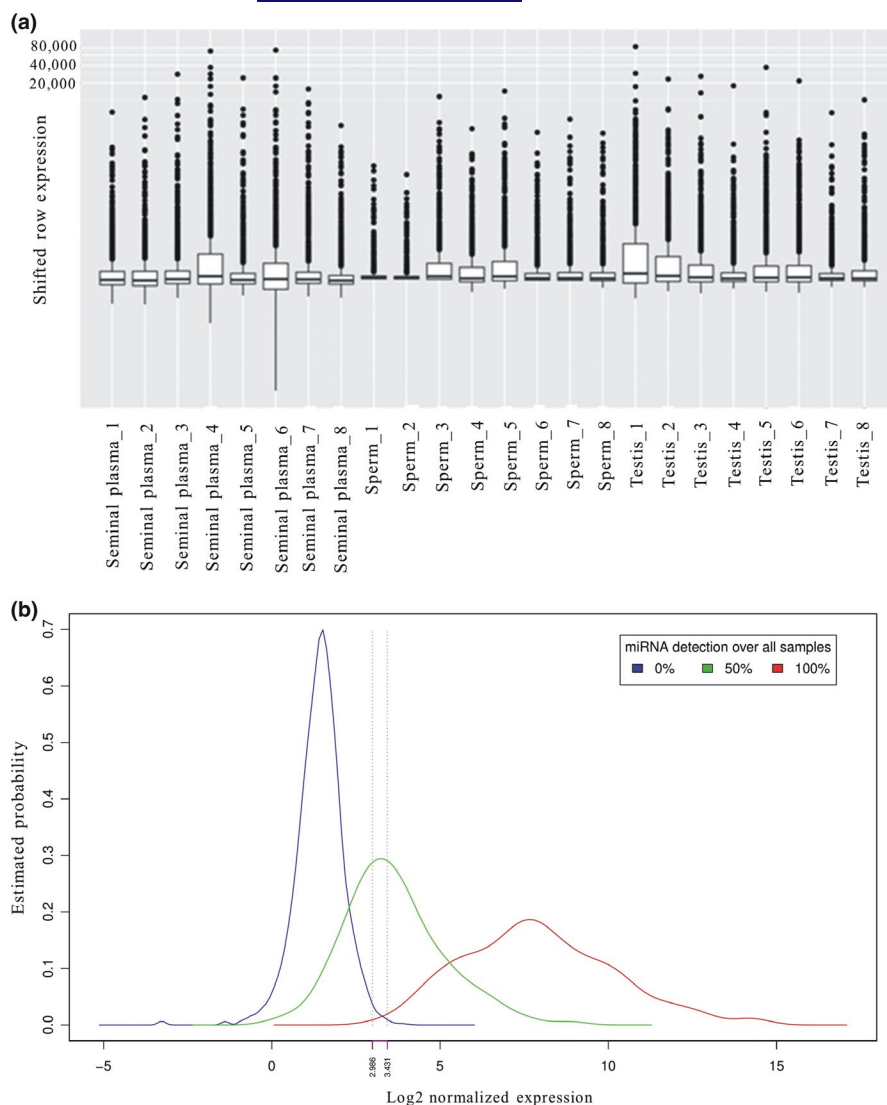 (a)
80,000
40,000
20,000
Shifted row expression
Seminal plasma_1
Seminal plasma_2
Seminal plasma_3
Seminal plasma_4
Seminal plasma_5
Seminal plasma_6
Seminal plasma_7
Seminal plasma_8
Sperm_1
Sperm_2
Sperm_3
Sperm_4
Sperm_5
Sperm_6
Sperm_7
Sperm_8
Testis_1
Testis_2
Testis_3
Testis_4
Testis_5
Testis_6
Testis_7
Testis_8
(b)
miRNA detection over all samples
0% 50% 100%
Estimated probability
0.7
0.6
0.5
0.4
0.3
0.2
0.1
0.0
−5 0 2.986 3.431 5 10 15
Log2 normalized expression